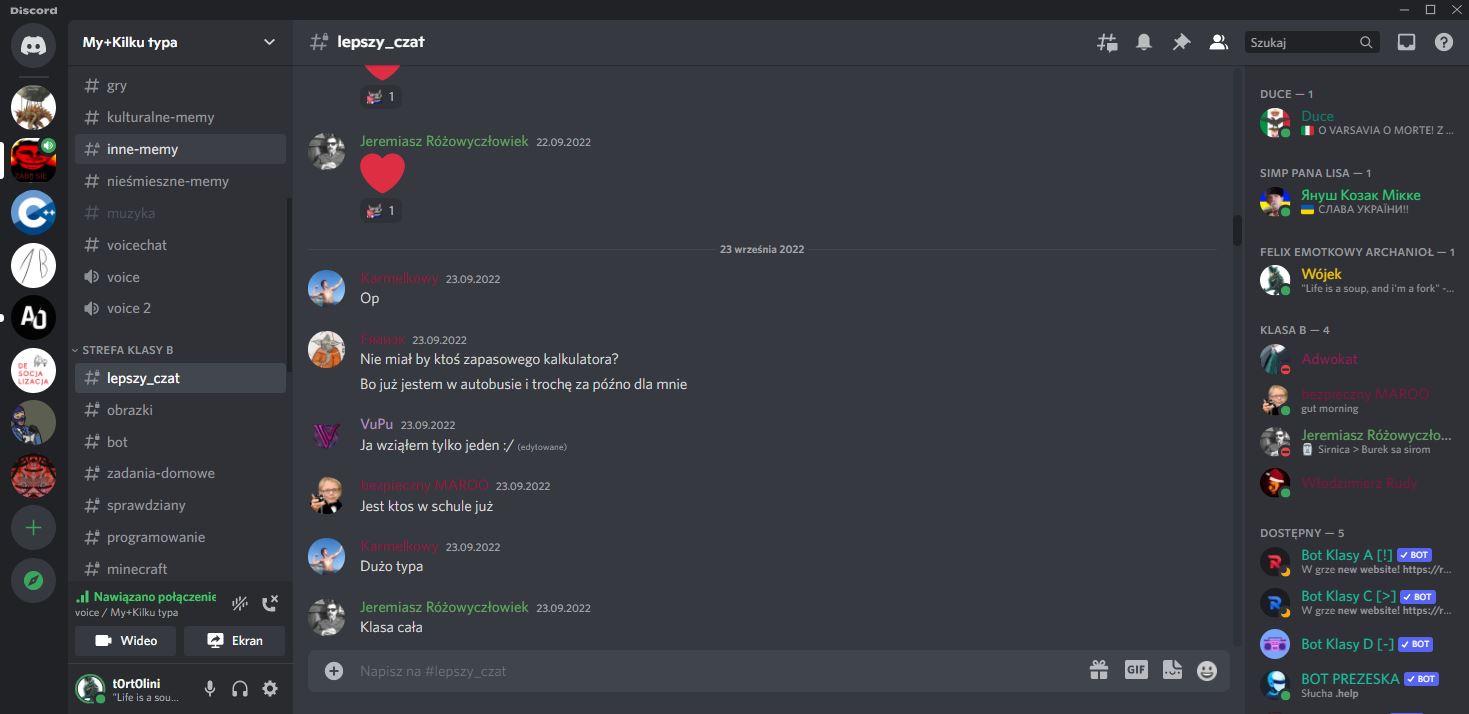 Discord
My+Kilku typa
gry
kulturalne-memy
inne-memy
nieśmieszne-memy
muzyka
voicechat
voice
voice 2
STREFA KLASY B
lepszy_czat
obrazki
bot
zadania-domowe
sprawdziany
programowanie
minecraft
Nawiązano połączenie
voice / My+Kilku typa
Wideo
Ekran
t0rt0lini
"Life is a sou...
DE
SOCJA
LIZACJA
lepszy_czat
Szukaj
1
Jeremiasz Różowyczłowiek 22.09.2022
1
23 września 2022
Karmelkowy 23.09.2022
Op
23.09.2022
Nie miał by ktoś zapasowego kalkulatora?
Bo już jestem w autobusie i trochę za późno dla mnie
VuPu 23.09.2022
Ja wziąłem tylko jeden :/ (edytowane)
bezpieczny MARDO 23.09.2022
Jest ktos w schule już
Karmelkowy 23.09.2022
Dużo typa
Jeremiasz Różowyczłowiek 23.09.2022
Klasa cała
Napisz na #lepszy_czat
GIF
DUCE — 1
Duce
O VARSAVIA O MORTE! Z ...
SIMP PANA LISA — 1
Януш Козак Мікке
СЛАВА УКРАЇНИ!!
FELIX EMOTKOWY ARCHANIOŁ — 1
Wójek
"Life is a soup, and i'm a fork" -...
KLASA B — 4
Adwokat
bezpieczny MARDO
gut morning
Jeremiasz Różowyczło...
Sirnica > Burek sa sirom
Włodzimierz Rudy
DOSTĘPNY — 5
Bot Klasy A [!] BOT
W grze new website! https://r...
Bot Klasy C [>] BOT
W grze new website! https://r...
Bot Klasy D [-] BOT
BOT PREZESKA BOT
Słucha .help